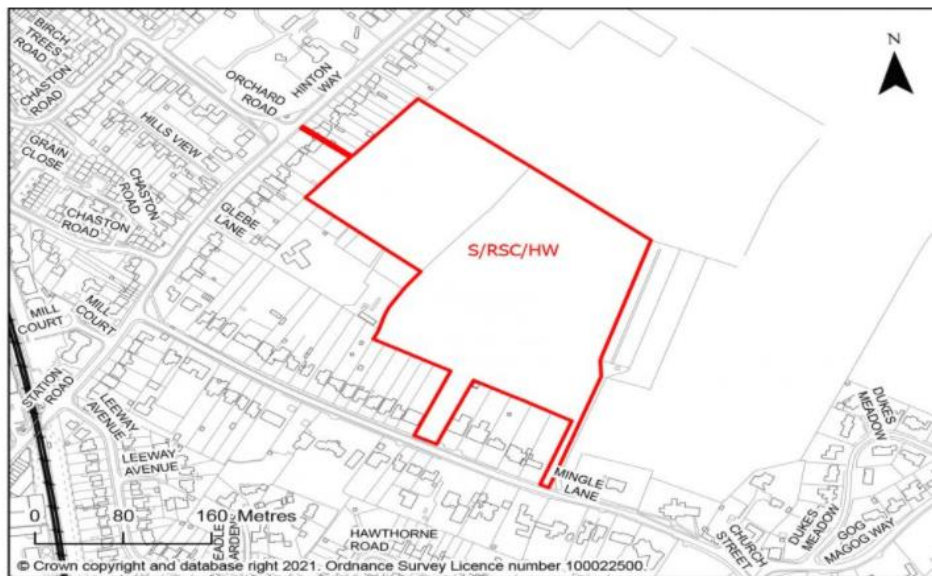 BIRCH
TREES
ROAD
CHASTON
ROAD
ORCHARD
ROAD
HINTON
WAY
N
HILLS VIEW
GRAIN
CLOSE
CHASTON
ROAD
CHASTON
ROAD
GLEBE
LANE
S/RSC/HW
MILL
COURT
MILL
COURT
STATION
ROAD
LEEWAY
AVENUE
LEEWAY
AVENUE
DUKES
MEADOW
MINGLE
LANE
DUKES
MEADOW
GOG
MAGOG WAY
CHURCH
STREET
HAWTHORNE
ROAD
0 80 160 Metres
© Crown copyright and database right 2021. Ordnance Survey Licence number 100022500.